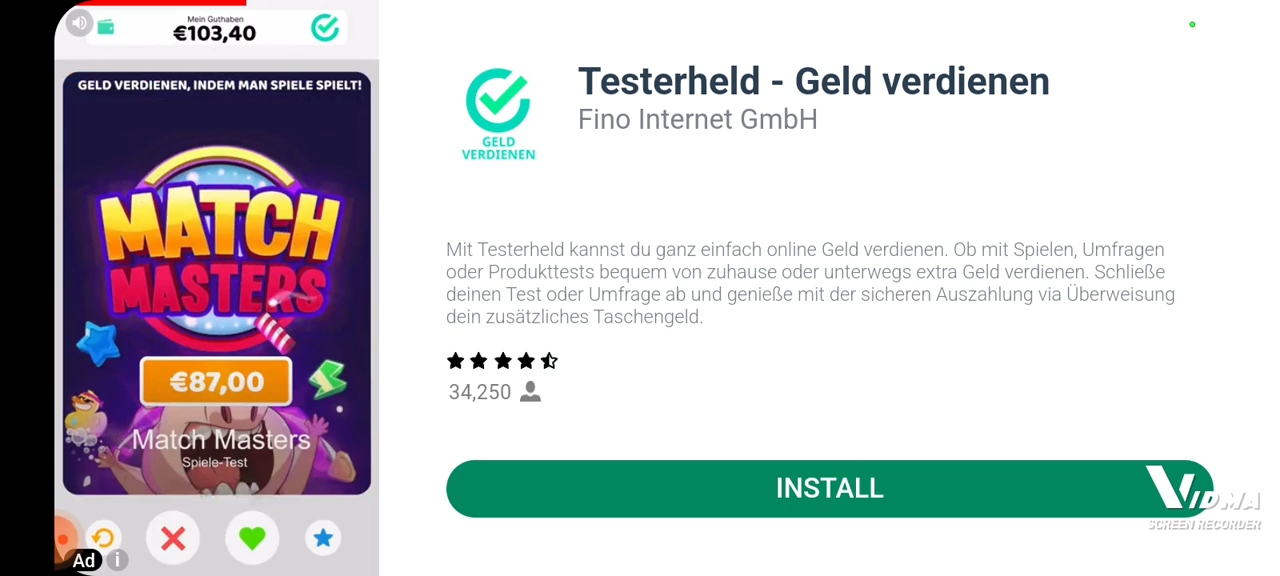 Mein Guthaben
€103,40
GELD VERDIENEN, INDEM MAN SPIELE SPIELT!
MATCH
MASTERS
€87,00
Match Masters
Spiele-Test
Ad i
GELD
VERDIENEN
Testerheld - Geld verdienen
Fino Internet GmbH
Mit Testerheld kannst du ganz einfach online Geld verdienen. Ob mit Spielen, Umfragen
oder Produkttests bequem von zuhause oder unterwegs extra Geld verdienen. Schließe
deinen Test oder Umfrage ab und genieße mit der sicheren Auszahlung via Überweisung
dein zusätzliches Taschengeld.
34,250
INSTALL
VIDMA
SCREEN RECORDER